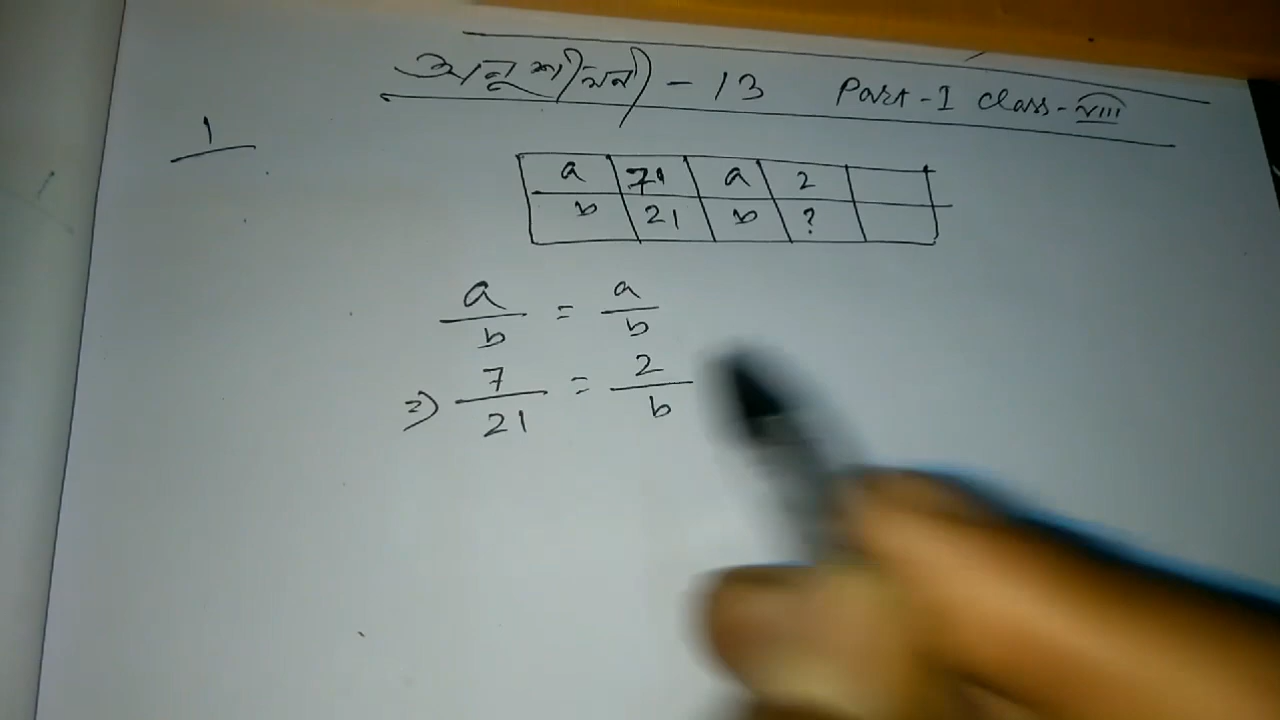 অনুশীলনী - 13 Part - I Class - VIII
1
a 7 a 2
b 21 b ?
a/b = a/b
⇒ 7/21 = 2/b